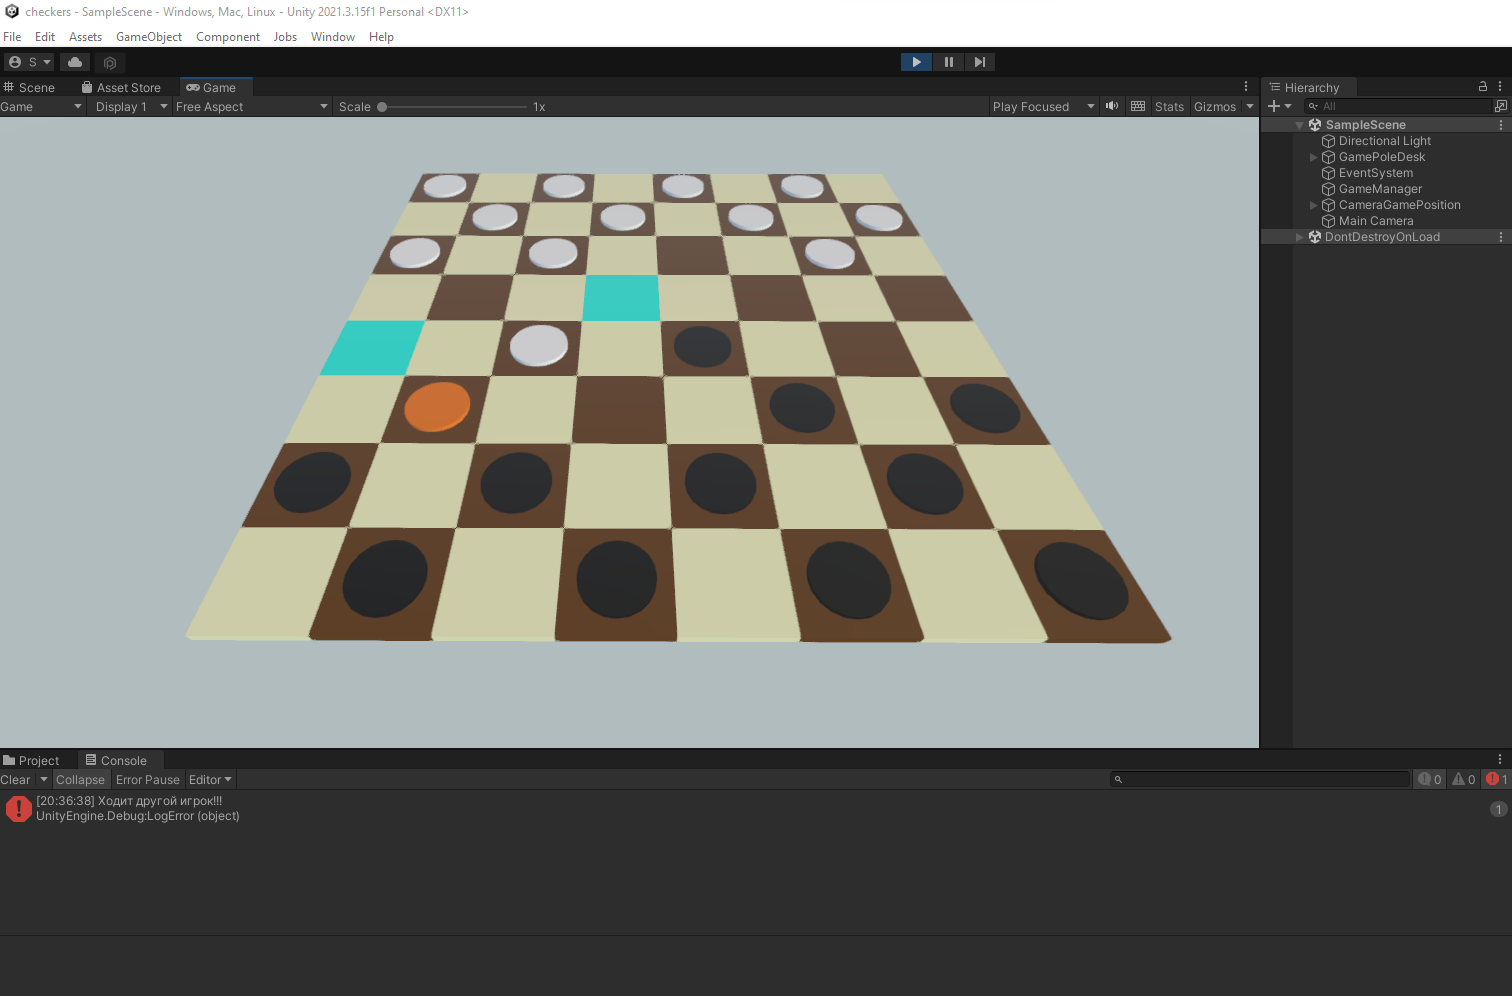 checkers - SampleScene - Windows, Mac, Linux - Unity 2021.3.15f1 Personal <DX11>
File Edit Assets GameObject Component Jobs Window Help
S
Scene Asset Store Game
Game Display 1 Free Aspect Scale 1x Play Focused Stats Gizmos
Hierarchy
All
SampleScene
Directional Light
GamePoleDesk
EventSystem
GameManager
CameraGamePosition
Main Camera
DontDestroyOnLoad
Project Console
Clear Collapse Error Pause Editor 0 0 1
[20:36:38] Ходит другой игрок!!!
UnityEngine.Debug:LogError (object)
1